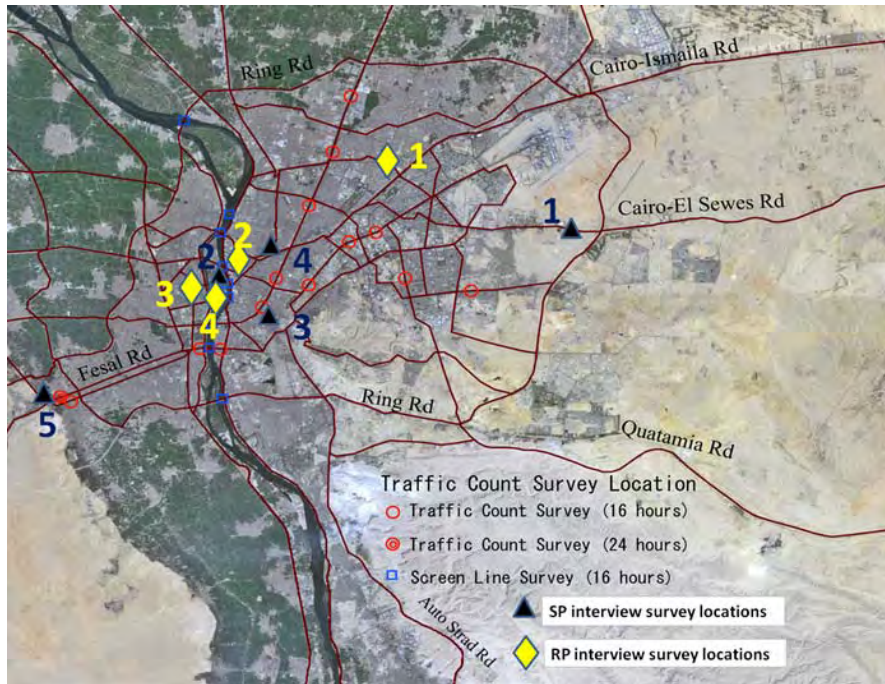 Ring Rd
Cairo-Ismaila Rd
1
1
Cairo-El Sewes Rd
2
2
4
3
4
3
Fesal Rd
5
Ring Rd
Quatamia Rd
Traffic Count Survey Location
Traffic Count Survey (16 hours)
Traffic Count Survey (24 hours)
Screen Line Survey (16 hours)
SP interview survey locations
Auto Strad Rd
RP interview survey locations